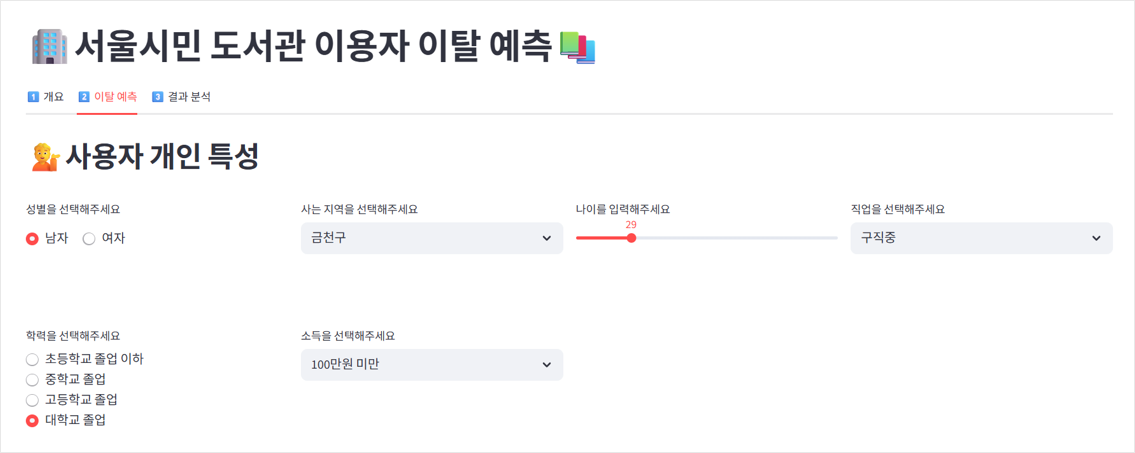 서울시민 도서관 이용자 이탈 예측
1 개요 2 이탈 예측 3 결과 분석
사용자 개인 특성
성별을 선택해주세요
남자 여자
사는 지역을 선택해주세요
금천구
나이를 입력해주세요
29
직업을 선택해주세요
구직중
학력을 선택해주세요
초등학교 졸업 이하
중학교 졸업
고등학교 졸업
대학교 졸업
소득을 선택해주세요
100만원 미만